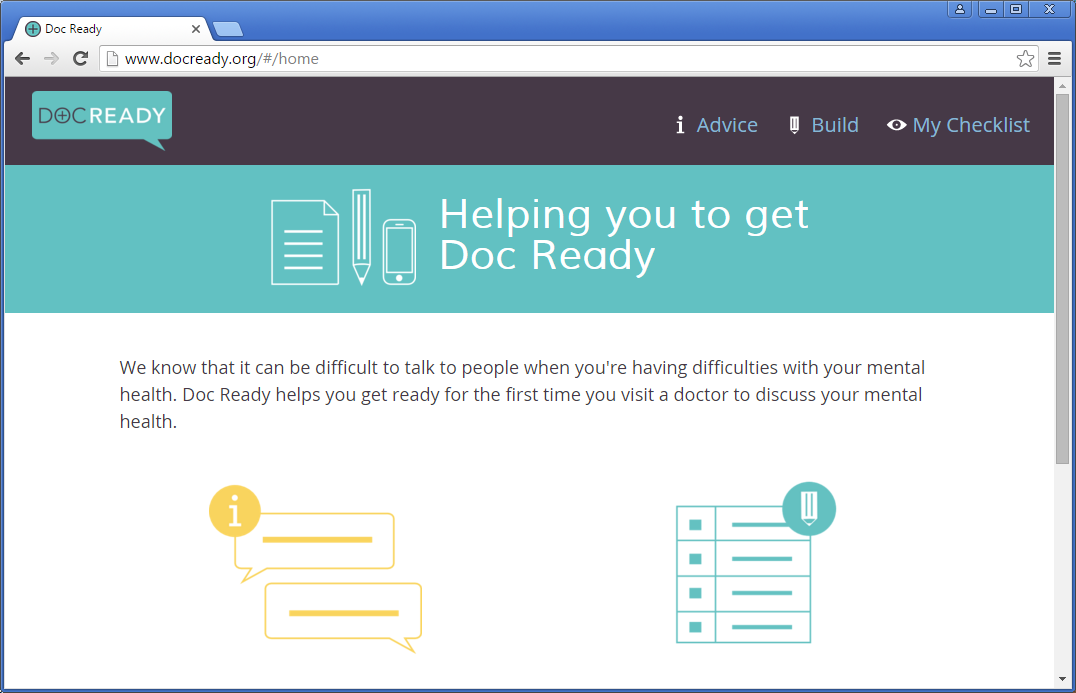 Doc Ready
www.docready.org/#/home
DOCREADY
Advice
Build
My Checklist
Helping you to get
Doc Ready
We know that it can be difficult to talk to people when you're having difficulties with your mental
health. Doc Ready helps you get ready for the first time you visit a doctor to discuss your mental
health.